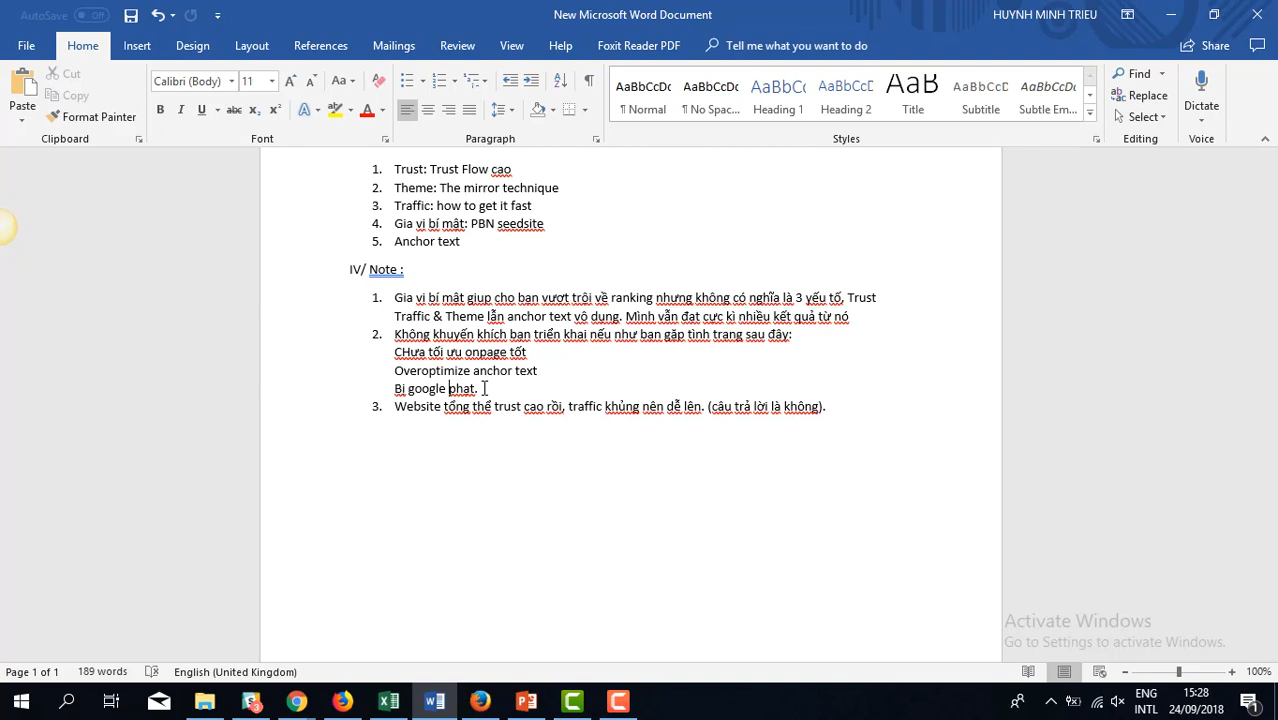 AutoSave Off
New Microsoft Word Document
HUYNH MINH TRIEU
File Home Insert Design Layout References Mailings Review View Help Foxit Reader PDF Tell me what you want to do Share
Paste
Cut
Copy
Format Painter
Clipboard
Calibri (Body) 11
Font
Paragraph
AaBbCcDc AaBbCcDc AaBbCc AaBbCcD AaB AaBbCcD AaBbCcDc
¶ Normal ¶ No Spac... Heading 1 Heading 2 Title Subtitle Subtle Em...
Styles
Find
Replace
Select
Editing
Dictate
Voice
1. Trust: Trust Flow cao
2. Theme: The mirror technique
3. Traffic: how to get it fast
4. Gia vị bí mật: PBN seedsite
5. Anchor text
IV/ Note :
1. Gia vị bí mật giup cho bạn vượt trội về ranking nhưng không có nghĩa là 3 yếu tố, Trust
Traffic & Theme lẫn anchor text vô dụng. Mình vẫn đạt cực kì nhiều kết quả từ nó
2. Không khuyến khích bạn triển khai nếu như bạn gặp tình trạng sau đây:
CHưa tối ưu onpage tốt
Overoptimize anchor text
Bị google phạt.
3. Website tổng thể trust cao rồi, traffic khủng nên dễ lên. (câu trả lời là không).
Activate Windows
Go to Settings to activate Windows.
Page 1 of 1 189 words English (United Kingdom) 100%
ENG
INTL
15:28
24/09/2018